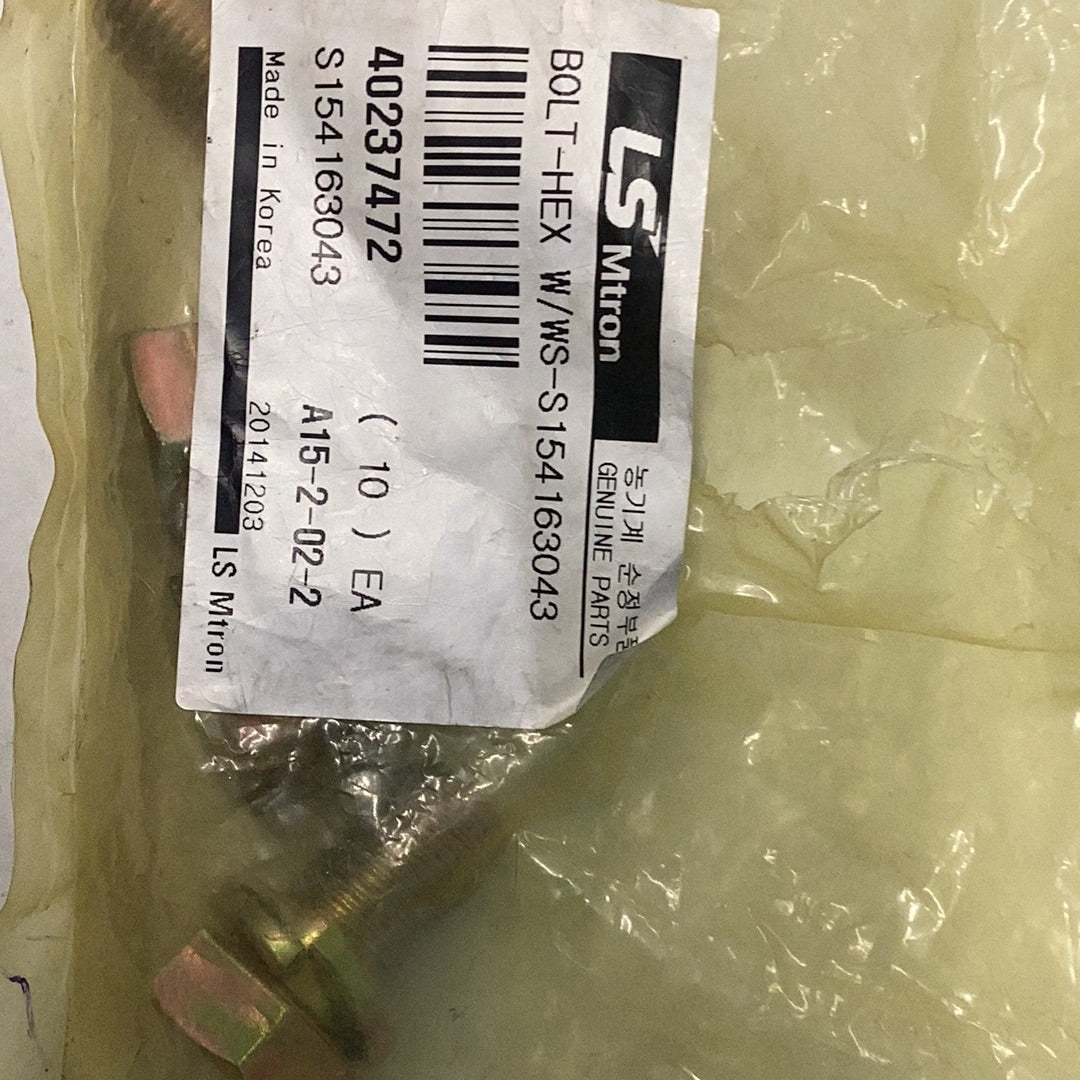 LS Mtron
농기계 순정부품
GENUINE PARTS
BOLT-HEX W/WS-S154163043
40237472
( 10 ) EA
S154163043
A15-2-02-2
Made in Korea
20141203
LS Mtron